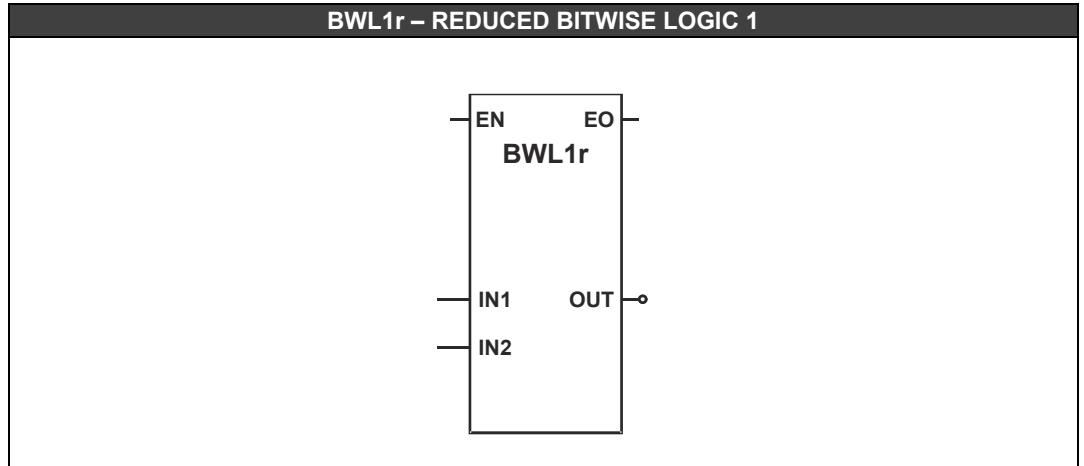 BWL1r – REDUCED BITWISE LOGIC 1
EN EO
BWL1r
IN1 OUT
IN2